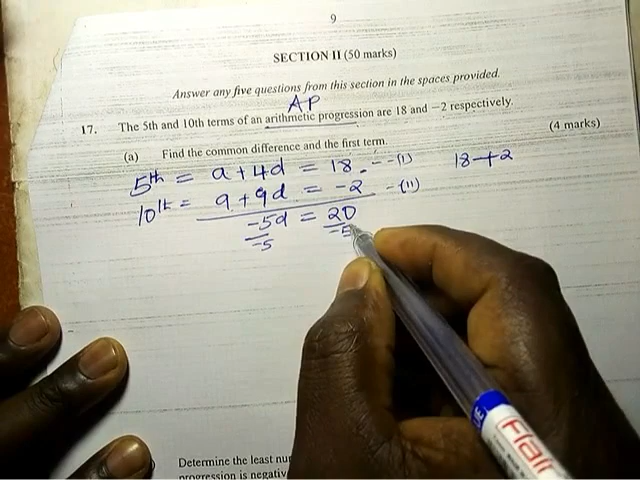 9
SECTION II (50 marks)
Answer any five questions from this section in the spaces provided.
AP
17. The 5th and 10th terms of an arithmetic progression are 18 and −2 respectively.
(a) Find the common difference and the first term. (4 marks)
5th = a + 4d = 18 . - - (i) 18 + 2
10th = a + 9d = -2 - (ii)
-5d = 20
-5 -5
Flair
Determine the least
progression is negativ